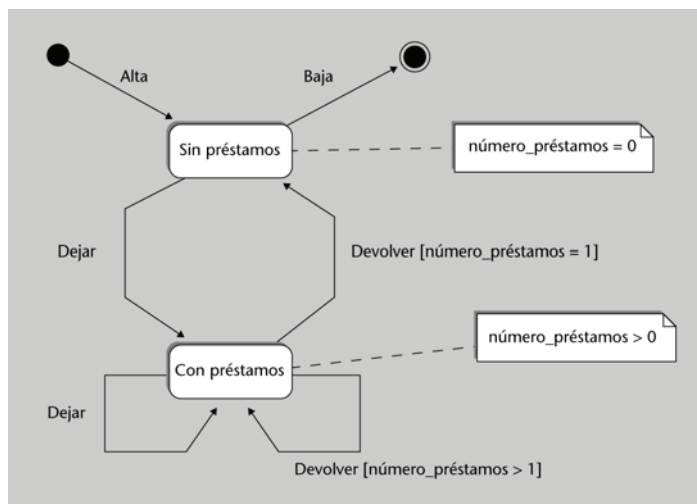 Alta
Baja
Sin préstamos
número_préstamos = 0
Dejar
Devolver [número_préstamos = 1]
número_préstamos > 0
Con préstamos
Dejar
Devolver [número_préstamos > 1]